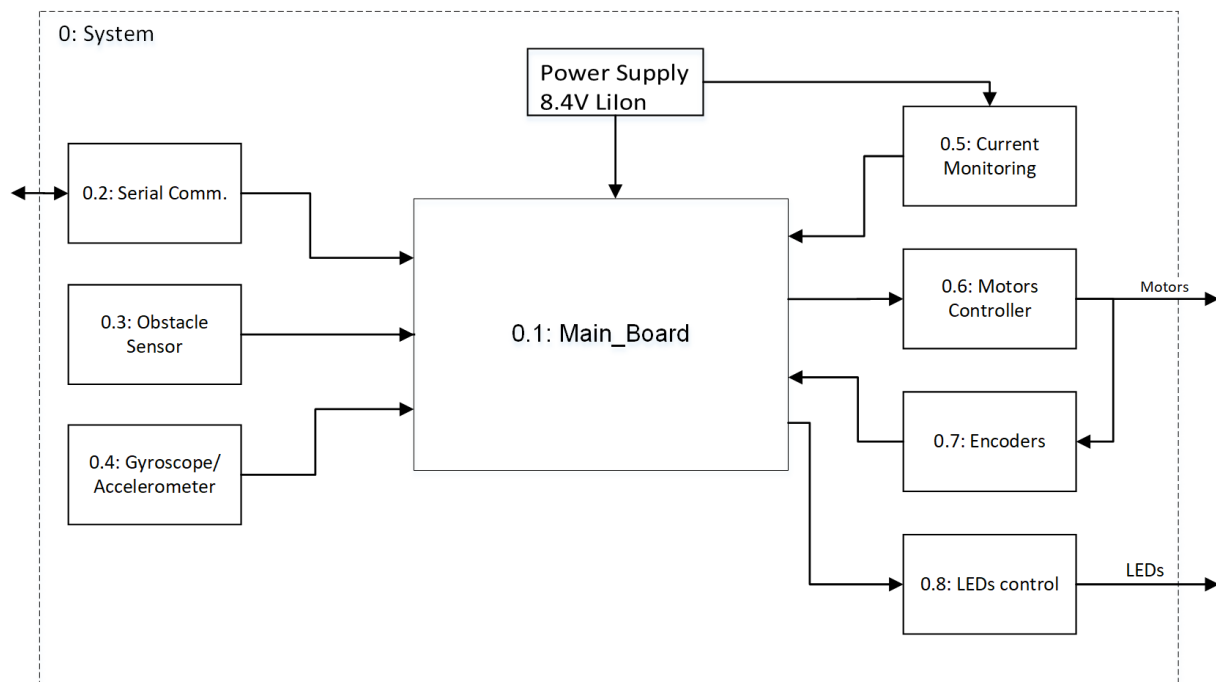 0: System
Power Supply
8.4V LiIon
0.5: Current
Monitoring
0.2: Serial Comm.
0.6: Motors
Controller
Motors
0.3: Obstacle
Sensor
0.1: Main_Board
0.7: Encoders
0.4: Gyroscope/
Accelerometer
0.8: LEDs control
LEDs